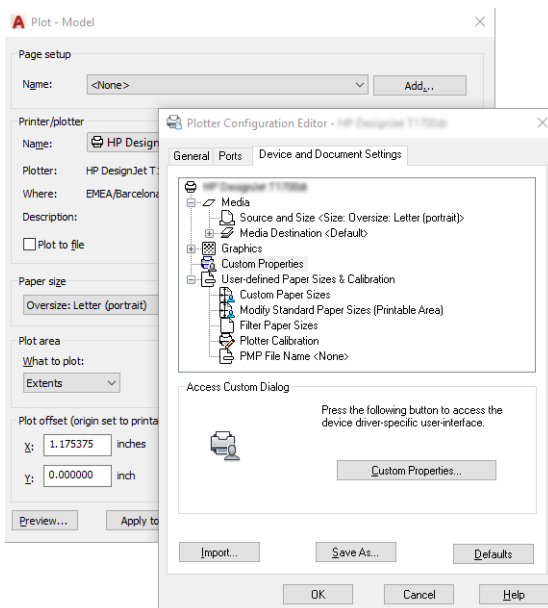 Plot - Model
Page setup
Name: <None> Add...
Printer/plotter
Name: HP Design
Plotter: HP DesignJet T1
Where: EMEA/Barcelona
Description:
Plot to file
Paper size
Oversize: Letter (portrait)
Plot area
What to plot:
Extents
Plot offset (origin set to printa
X: 1.175375 inches
Y: 0.000000 inch
Preview... Apply to
Plotter Configuration Editor - HP DesignJet T1700dr
General Ports Device and Document Settings
HP DesignJet T1700dr
Media
Source and Size <Size: Oversize: Letter (portrait)>
Media Destination <Default>
Graphics
Custom Properties
User-defined Paper Sizes & Calibration
Custom Paper Sizes
Modify Standard Paper Sizes (Printable Area)
Filter Paper Sizes
Plotter Calibration
PMP File Name <None>
Access Custom Dialog
Press the following button to access the
device driver-specific user-interface.
Custom Properties...
Import... Save As... Defaults
OK Cancel Help